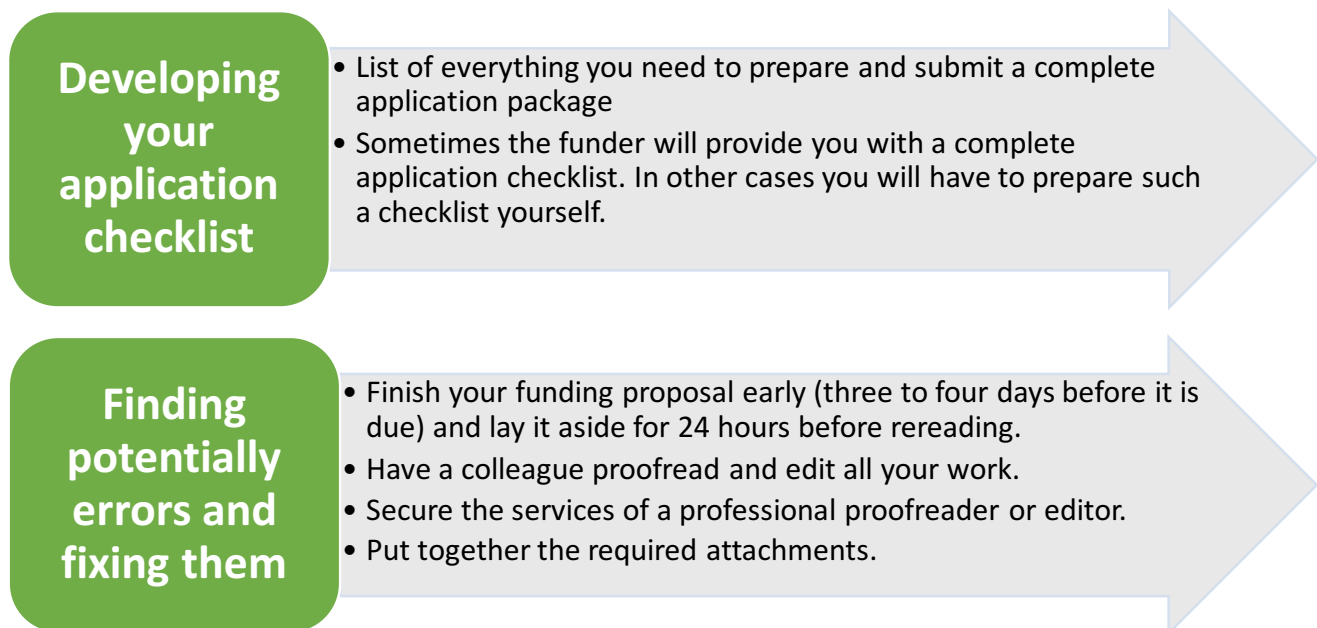 Developing
your
application
checklist
• List of everything you need to prepare and submit a complete
application package
• Sometimes the funder will provide you with a complete
application checklist. In other cases you will have to prepare such
a checklist yourself.
Finding
potentially
errors and
fixing them
• Finish your funding proposal early (three to four days before it is
due) and lay it aside for 24 hours before rereading.
• Have a colleague proofread and edit all your work.
• Secure the services of a professional proofreader or editor.
• Put together the required attachments.